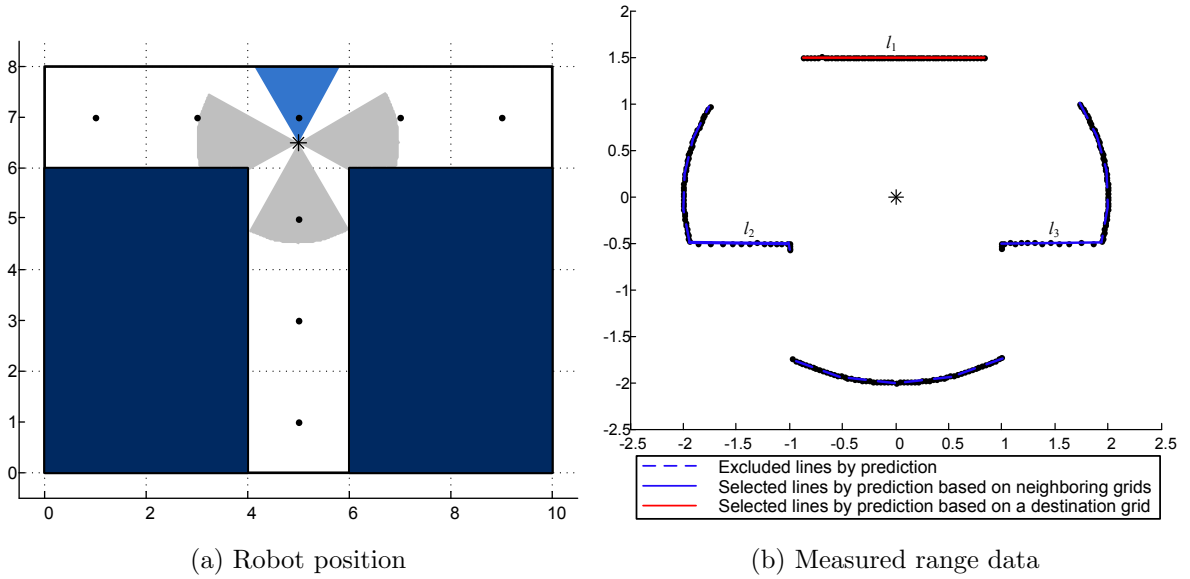 8
7
6
5
4
3
2
1
0
0 2 4 6 8 10
(a) Robot position
2
1.5
1
0.5
0
-0.5
-1
-1.5
-2
-2.5
-2.5 -2 -1.5 -1 -0.5 0 0.5 1 1.5 2 2.5
l1
l2
l3
Excluded lines by prediction
Selected lines by prediction based on neighboring grids
Selected lines by prediction based on a destination grid
(b) Measured range data